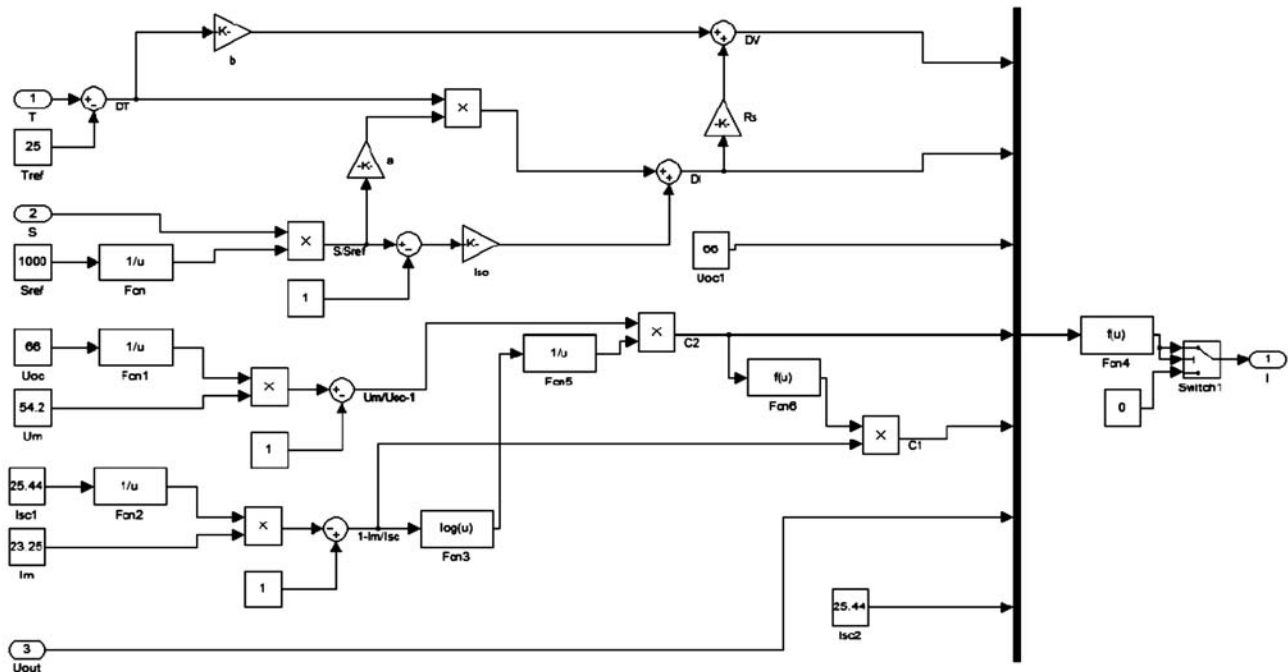 -K-
b
DV
1
T
DT
×
-K-
Rs
25
Tref
-K-
a
DI
2
S
×
S/Sref
-K-
Isc
66
Uoc1
1000
Sref
1/u
Fcn
1
66
Uoc
1/u
Fcn1
×
Um/Uoc-1
1/u
Fcn5
×
C2
f(u)
Fcn4
Switch1
1
I
54.2
Um
1
f(u)
Fcn6
0
×
C1
25.44
Isc1
1/u
Fcn2
×
1-Im/Isc
log(u)
Fcn3
23.25
Im
1
25.44
Isc2
3
Uout